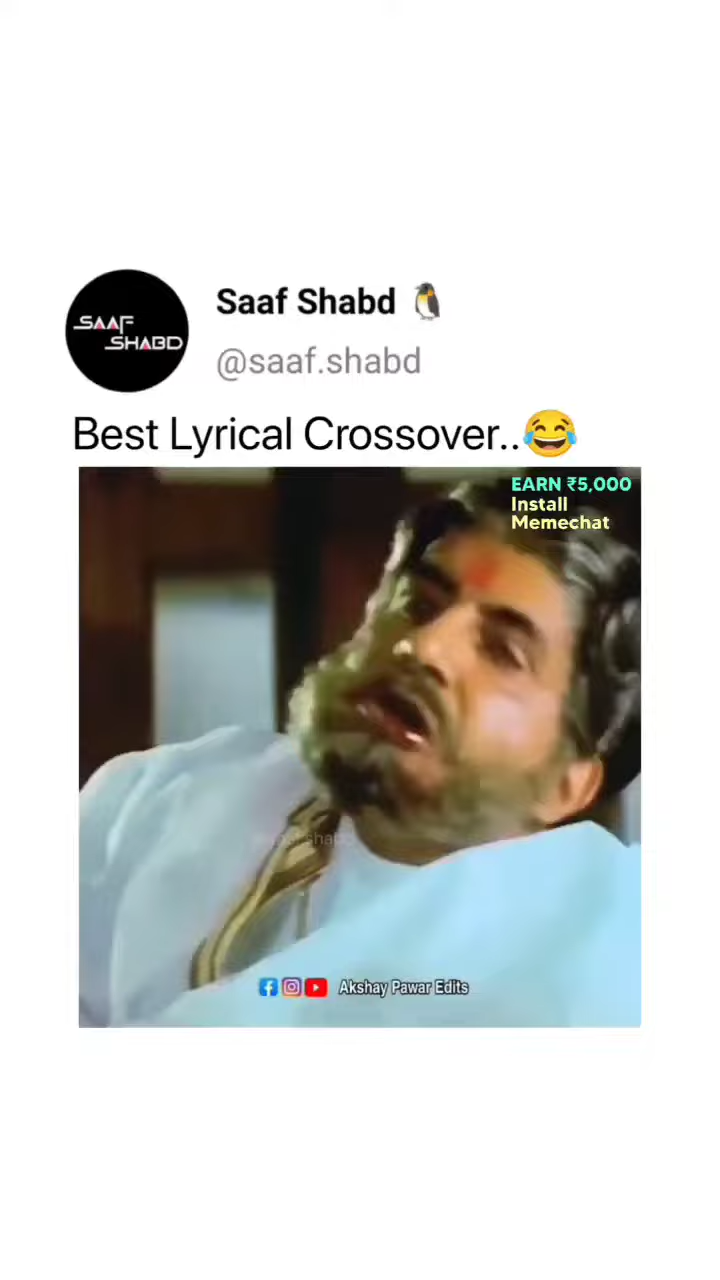 SAAF
SHABD
Saaf Shabd 🐧
@saaf.shabd
Best Lyrical Crossover..😂
EARN ₹5,000
Install
Memechat
Akshay Pawar Edits